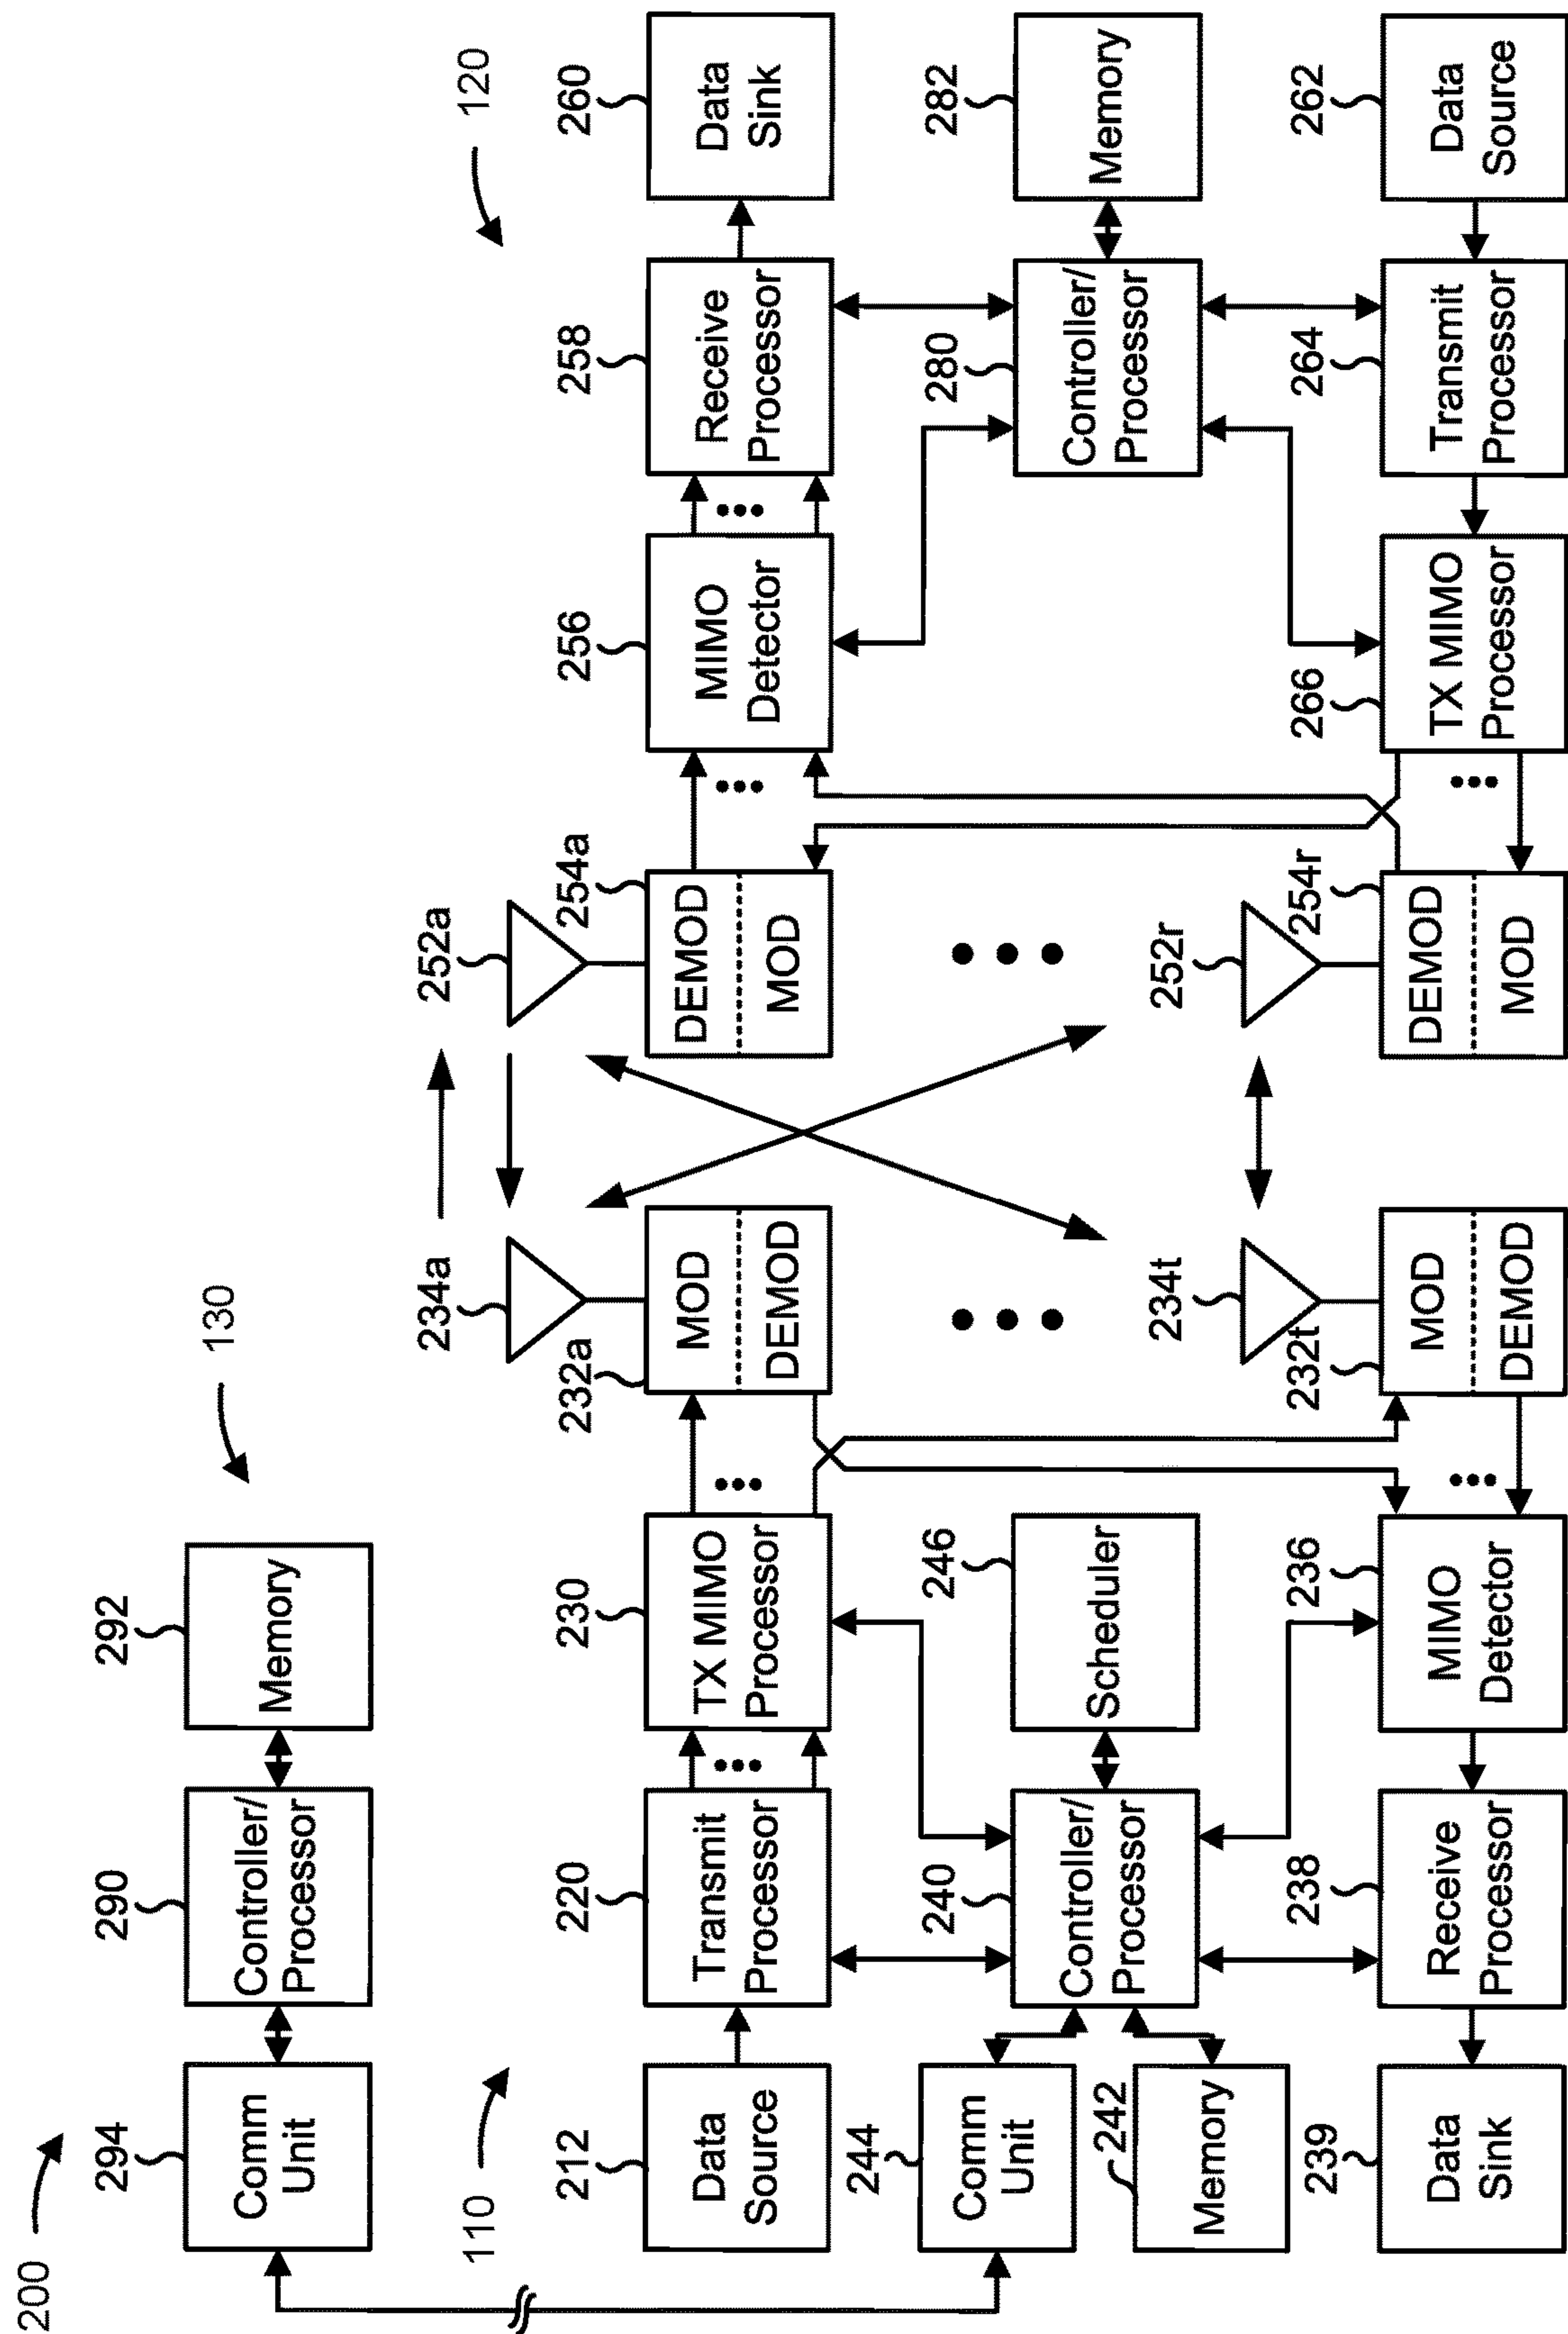 200
294
290
292
130
Comm
Unit
Controller/
Processor
Memory
110
120
234a
252a
212
220
230
232a
254a
256
258
260
Data
Source
Transmit
Processor
TX MIMO
Processor
MOD
DEMOD
DEMOD
MOD
MIMO
Detector
Receive
Processor
Data
Sink
244
240
246
280
282
Comm
Unit
Controller/
Processor
Scheduler
Controller/
Processor
Memory
242
Memory
234t
252r
239
238
236
232t
254r
266
264
262
Data
Sink
Receive
Processor
MIMO
Detector
MOD
DEMOD
DEMOD
MOD
TX MIMO
Processor
Transmit
Processor
Data
Source